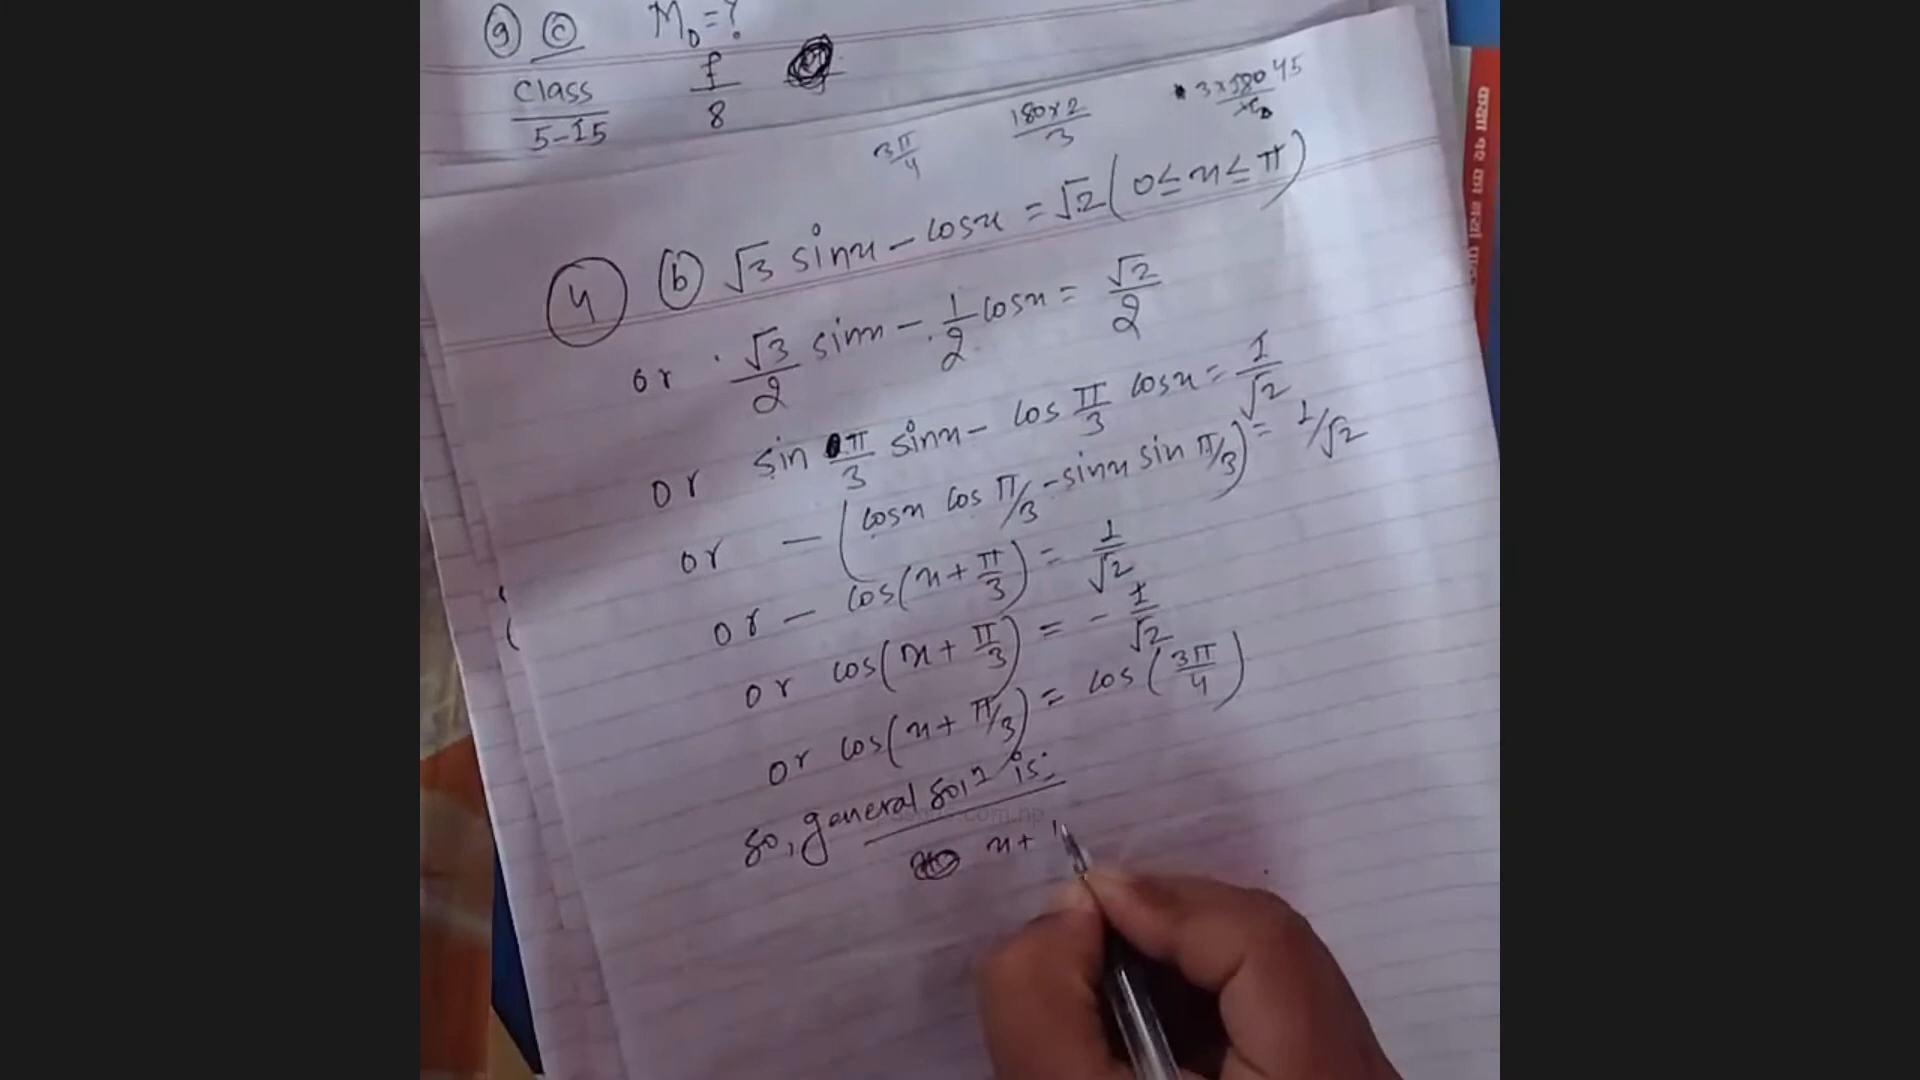 9 c M₀ = ?
Class f
5-15 8
3π/4 180×2/3 3×180 45
4 b √3 sinx - cosx = √2 (0 ≤ x ≤ π)
or √3/2 sinx - 1/2 cosx = √2/2
or sin π/3 sinx - cos π/3 cosx = 1/√2
or - (cosx cos π/3 - sinx sin π/3) = 1/√2
or - cos(x + π/3) = 1/√2
or cos(x + π/3) = - 1/√2
or cos(x + π/3) = cos(3π/4)
so, general solⁿ is:
x +